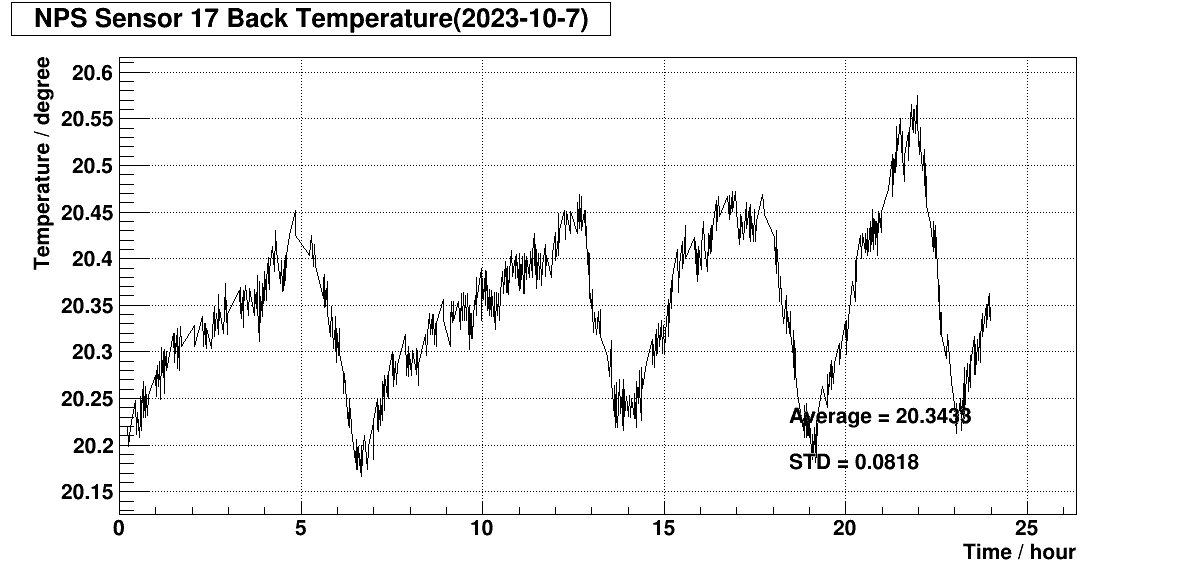 NPS Sensor 17 Back Temperature(2023-10-7)
Temperature / degree
20.6
20.55
20.5
20.45
20.4
20.35
20.3
20.25
20.2
20.15
Average = 20.3433
STD = 0.0818
0 5 10 15 20 25
Time / hour